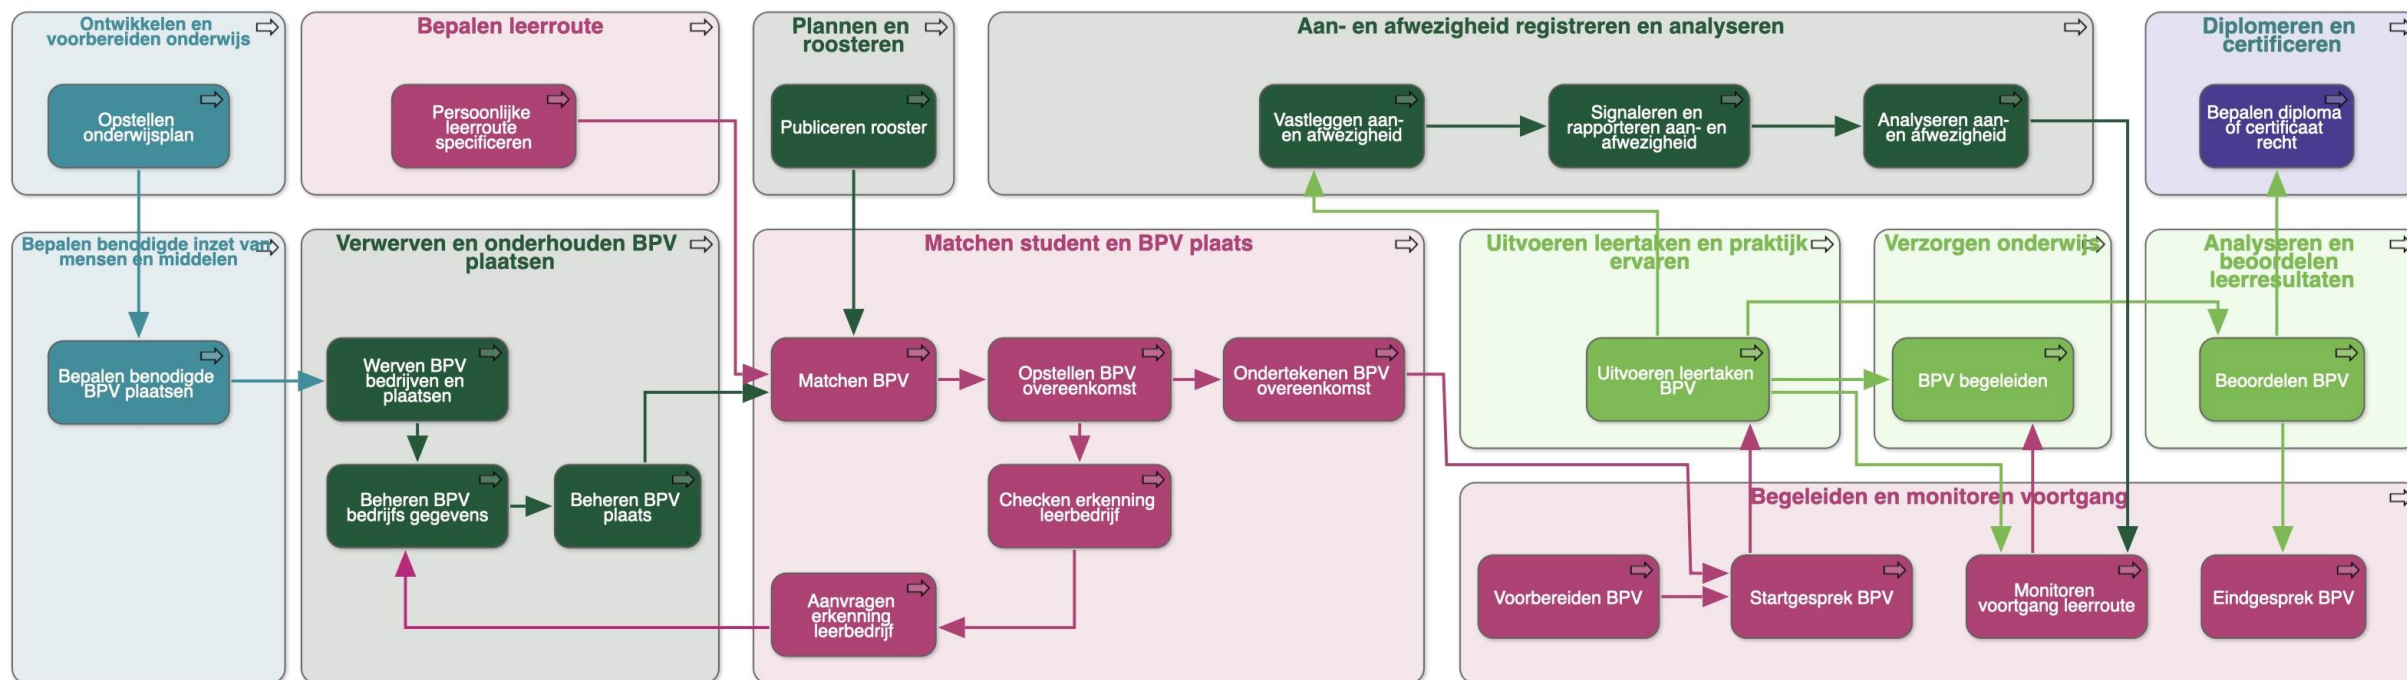 Ontwikkelen en
voorbereiden onderwijs
Opstellen
onderwijsplan
Bepalen leerroute
Persoonlijke
leerroute
specificeren
Plannen en
roosteren
Publiceren rooster
Aan- en afwezigheid registreren en analyseren
Vastleggen aan-
en afwezigheid
Signaleren en
rapporteren aan- en
afwezigheid
Analyseren aan-
en afwezigheid
Diplomeren en
certificeren
Bepalen diploma
of certificaat
recht
Bepalen benodigde inzet van
mensen en middelen
Bepalen benodigde
BPV plaatsen
Verwerven en onderhouden BPV
plaatsen
Werven BPV
bedrijven en
plaatsen
Beheren BPV
bedrijfs gegevens
Beheren BPV
plaats
Matchen student en BPV plaats
Matchen BPV
Opstellen BPV
overeenkomst
Ondertekenen BPV
overeenkomst
Checken erkenning
leerbedrijf
Aanvragen
erkenning
leerbedrijf
Uitvoeren leertaken en praktijk
ervaren
Uitvoeren leertaken
BPV
Verzorgen onderwijs
BPV begeleiden
Analyseren en
beoordelen
leerresultaten
Beoordelen BPV
Begeleiden en monitoren voortgang
Voorbereiden BPV
Startgesprek BPV
Monitoren
voortgang leerroute
Eindgesprek BPV